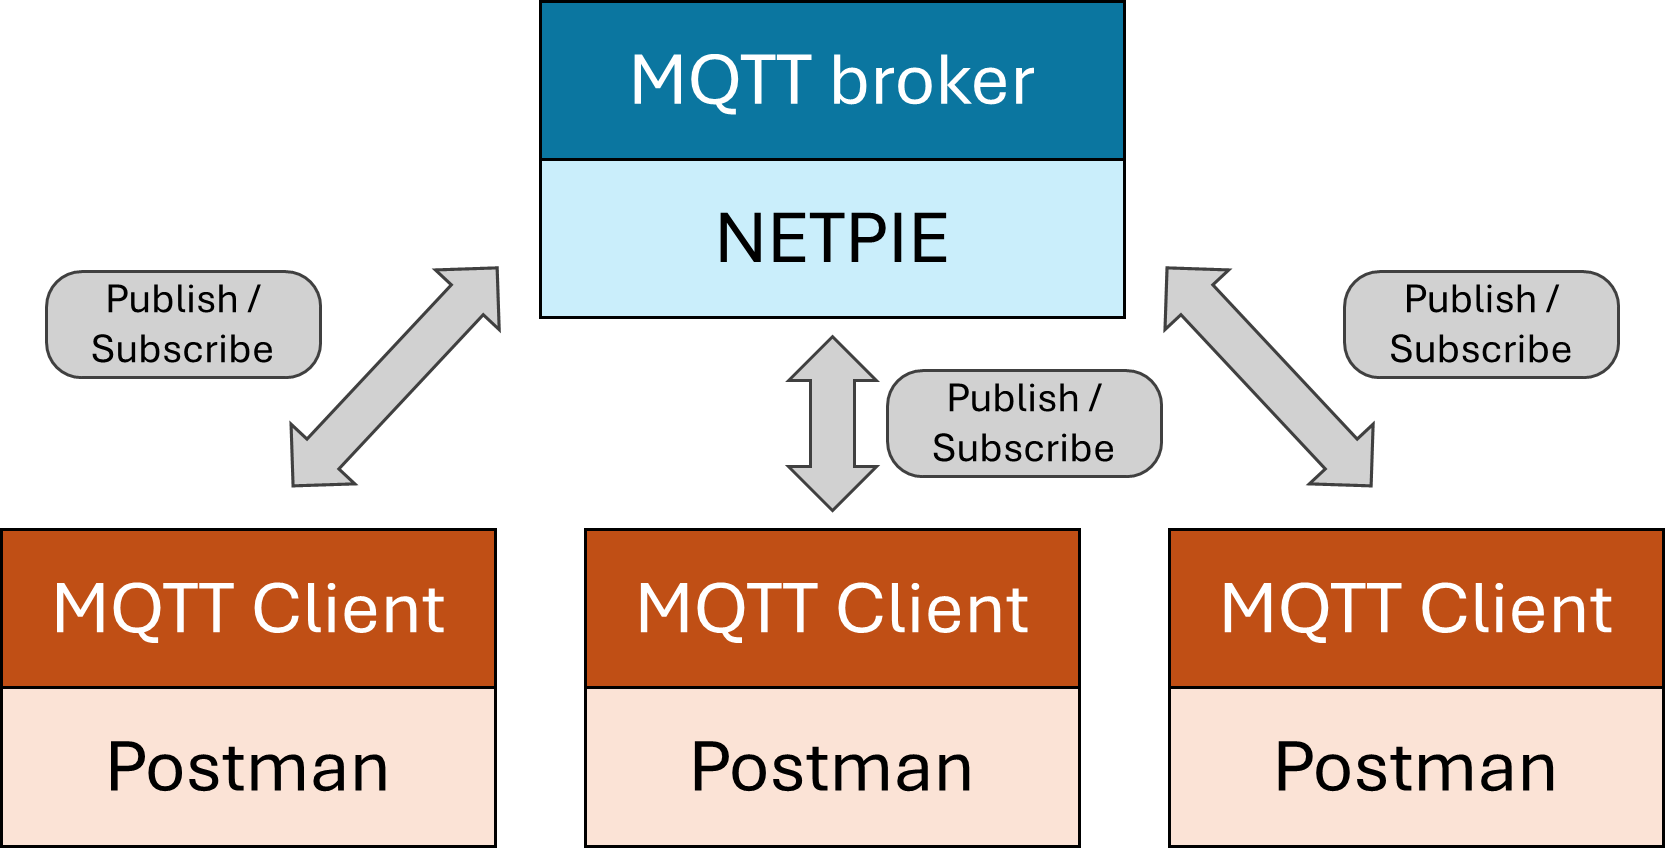 MQTT broker
NETPIE
Publish /
Subscribe
Publish /
Subscribe
Publish /
Subscribe
MQTT Client
Postman
MQTT Client
Postman
MQTT Client
Postman